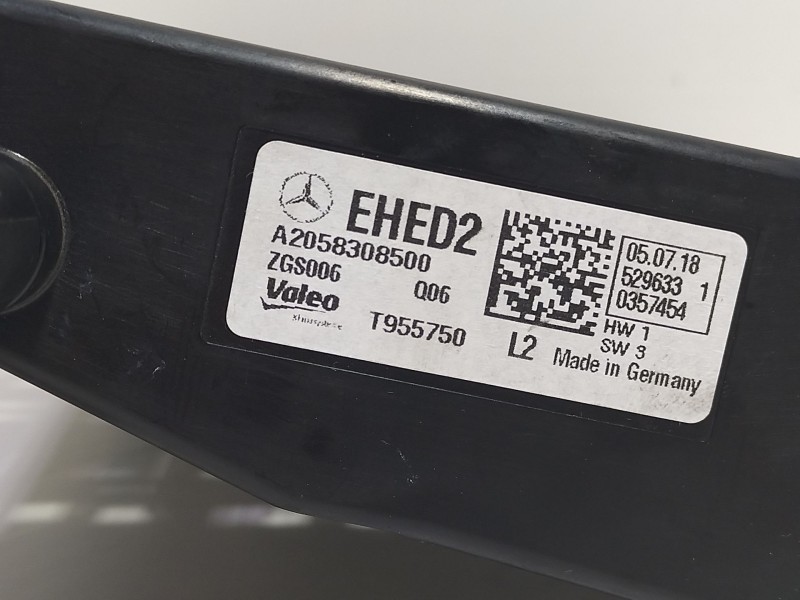 EHED2
A2058308500
ZGS006 Q06
Valeo
T955750 L2
05.07.18
529633 1
0357454
HW 1
SW 3
Made in Germany